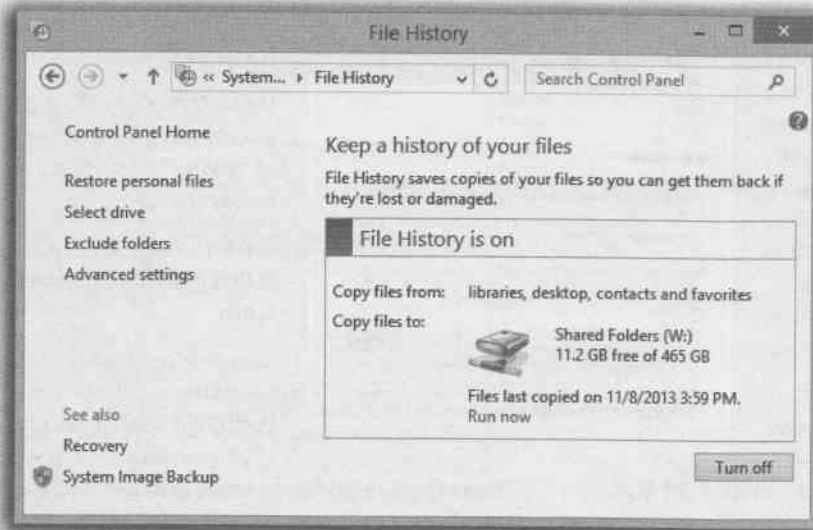 File History
« System... ▸ File History
Search Control Panel
Control Panel Home
Restore personal files
Select drive
Exclude folders
Advanced settings
See also
Recovery
System Image Backup
Keep a history of your files
File History saves copies of your files so you can get them back if
they're lost or damaged.
File History is on
Copy files from: libraries, desktop, contacts and favorites
Copy files to:
Shared Folders (W:)
11.2 GB free of 465 GB
Files last copied on 11/8/2013 3:59 PM.
Run now
Turn off